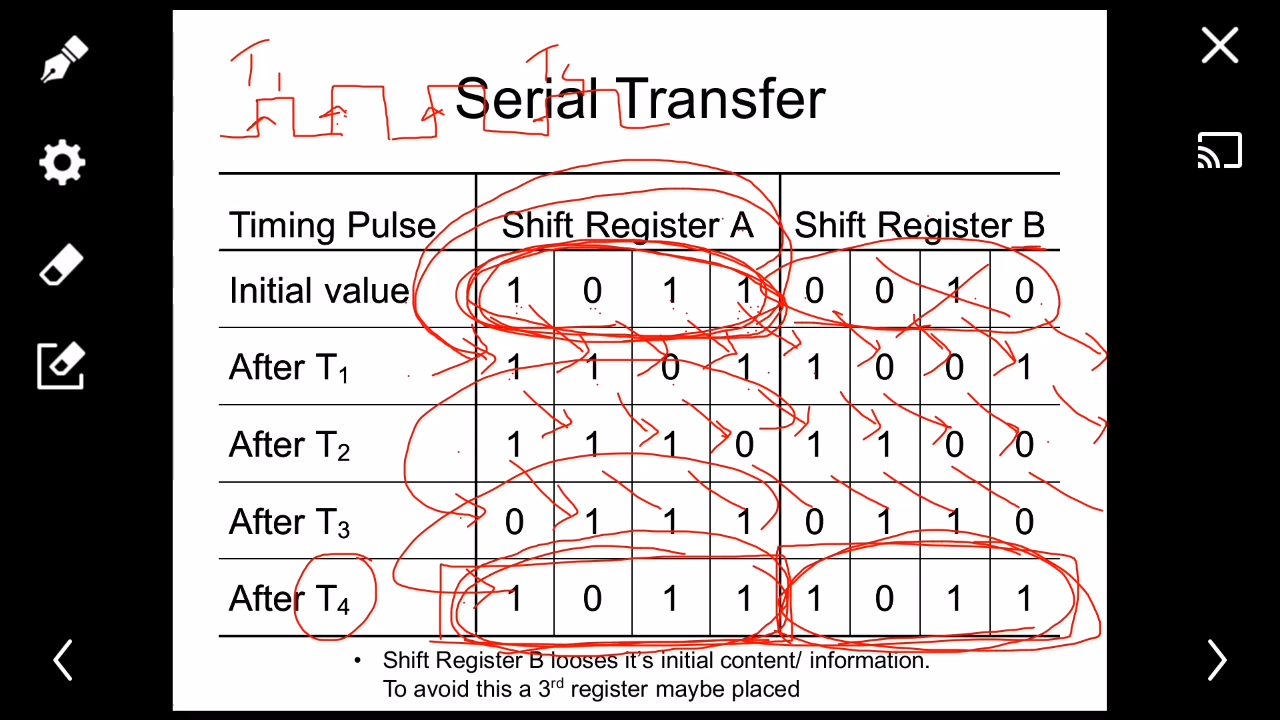 T1
T4
Serial Transfer
Timing Pulse Shift Register A Shift Register B
Initial value 1 0 1 1 0 0 1 0
After T1 1 1 0 1 1 0 0 1
After T2 1 1 1 0 1 1 0 0
After T3 0 1 1 1 0 1 1 0
After T4 1 0 1 1 1 0 1 1
• Shift Register B looses it's initial content/ information.
To avoid this a 3rd register maybe placed